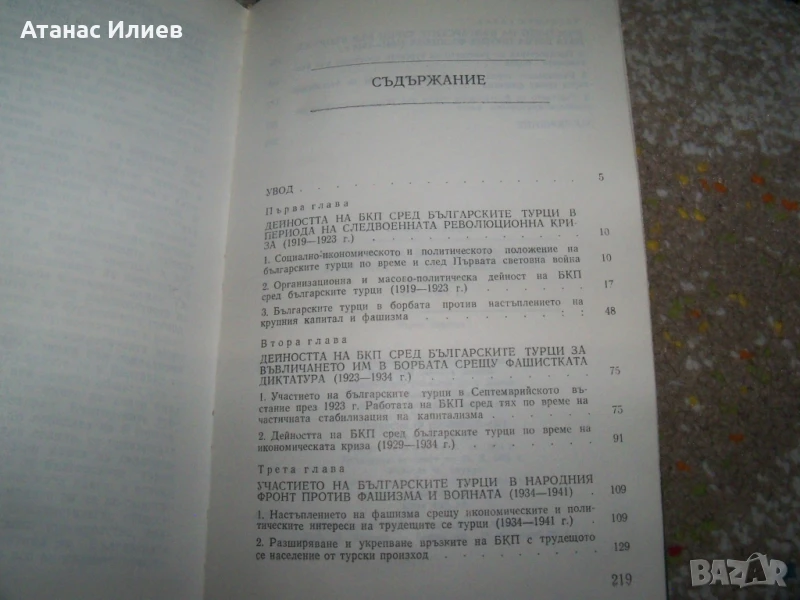 Атанас Илиев
СЪДЪРЖАНИЕ
УВОД . . . . . . . . . . . . . . . 5
Първа глава
ДЕЙНОСТТА НА БКП СРЕД БЪЛГАРСКИТЕ ТУРЦИ В
ПЕРИОДА НА СЛЕДВОЕННАТА РЕВОЛЮЦИОННА КРИ-
ЗА (1919—1923 г.) . . . . . . . . . . 10
1. Социално-икономическото и политическото положение на
българските турци по време и след Първата световна война 10
2. Организационна и масово-политическа дейност на БКП
сред българските турци (1919—1923 г.) . . . . . 17
3. Българските турци в борбата против настъплението на
крупния капитал и фашизма . . . . . . . : : 48
Втора глава
ДЕЙНОСТТА НА БКП СРЕД БЪЛГАРСКИТЕ ТУРЦИ ЗА
ВЪВЛИЧАНЕТО ИМ В БОРБАТА СРЕЩУ ФАШИСТКАТА
ДИКТАТУРА (1923—1934 г.) . . . . . . . . 75
1. Участието на българските турци в Септемврийското въ-
стание през 1923 г. Работата на БКП сред тях по време на
частичната стабилизация на капитализма . . . . . 75
2. Дейността на БКП сред българските турци по време на
икономическата криза (1929—1934 г.) . . . . . . 91
Трета глава
УЧАСТИЕТО НА БЪЛГАРСКИТЕ ТУРЦИ В НАРОДНИЯ
ФРОНТ ПРОТИВ ФАШИЗМА И ВОЙНАТА (1934—1941) . 109
1. Настъплението на фашизма срещу икономическите и поли-
тическите интереси на трудещите се турци (1934—1941 г.) . 109
2. Разширяване и укрепване връзките на БКП с трудещото
се население от турски произход . . . . . . . 129
219
BAZAR